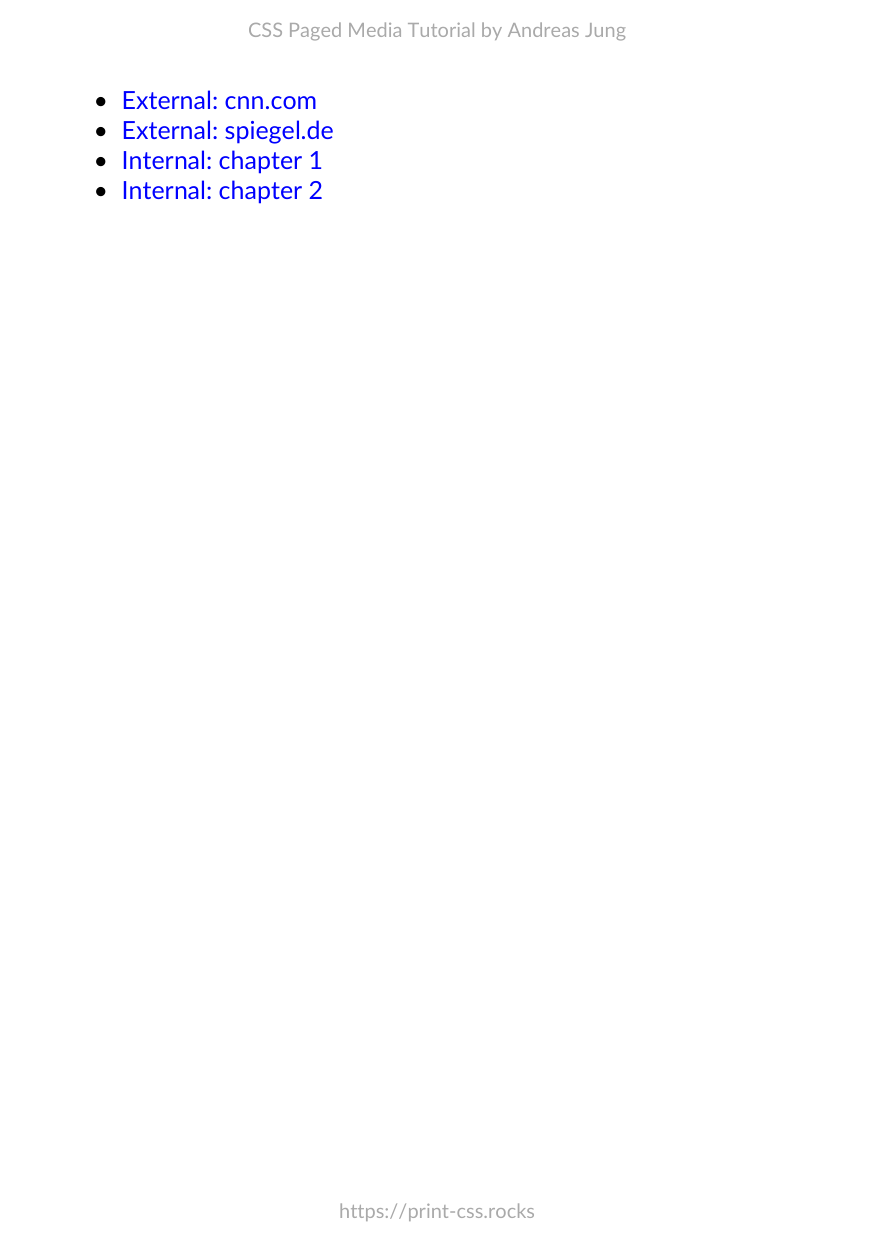 CSS Paged Media Tutorial by Andreas Jung
• External: cnn.com
• External: spiegel.de
• Internal: chapter 1
• Internal: chapter 2
https://print-css.rocks